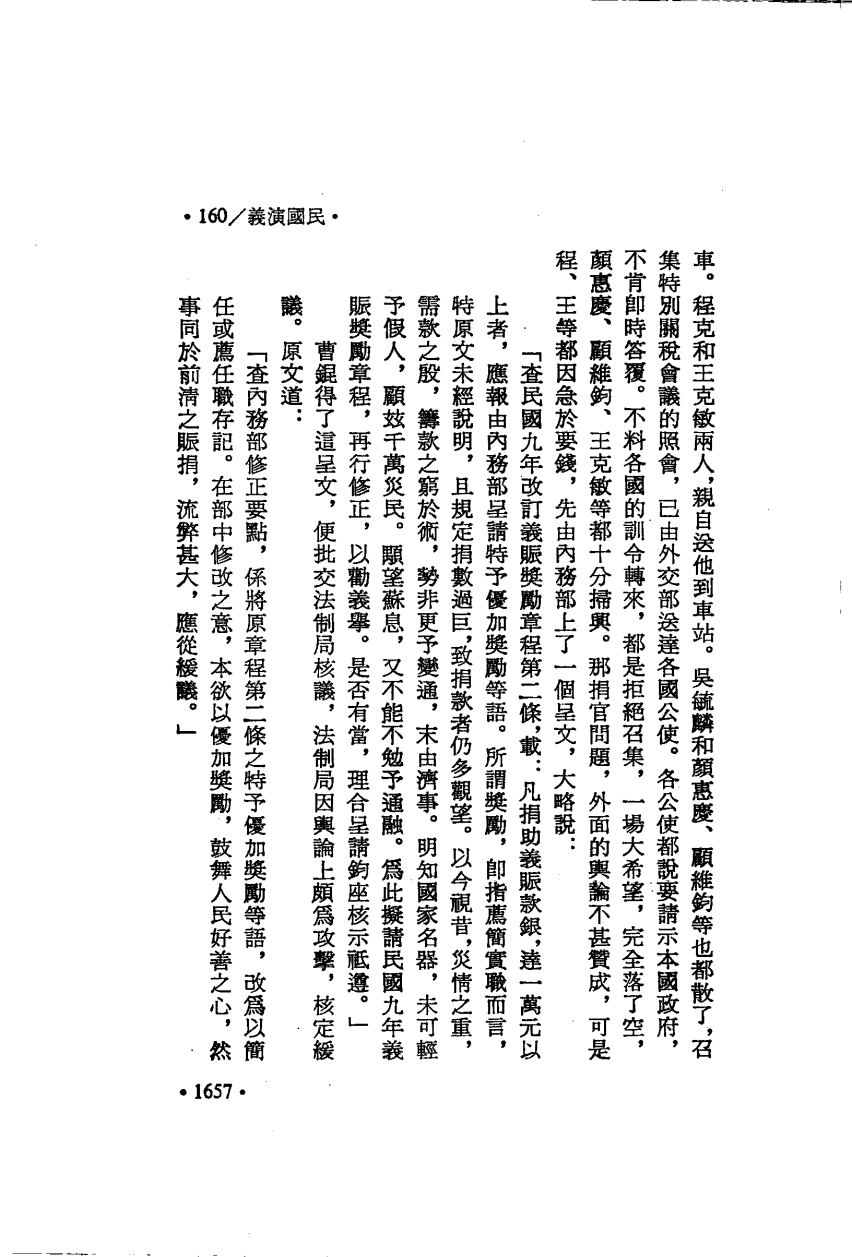 •160/義演國民•
車。程克和王克敏兩人，親自送他到車站。吳毓麟和顏惠慶、顧維鈞等也都散了，召
集特別關稅會議的照會，已由外交部送達各國公使。各公使都說要請示本國政府，
不肯卽時答覆。不料各國的訓令轉來，都是拒絕召集，一場大希望，完全落了空，
顏惠慶、顧維鈞、王克敏等都十分掃興。那捐官問題，外面的輿論不甚贊成，可是
程、王等都因急於要錢，先由內務部上了一個呈文，大略說：
「查民國九年改訂義賑獎勵章程第二條，載：凡捐助義賑款銀，達一萬元以
上者，應報由內務部呈請特予優加獎勵等語。所謂獎勵，卽指薦簡實職而言，
特原文未經說明，且規定捐數過巨，致捐款者仍多觀望。以今視昔，災情之重，
需款之殷，籌款之窮於術，勢非更予變通，末由濟事。明知國家名器，未可輕
予假人，顧玆千萬災民。顒望蘇息，又不能不勉予通融。爲此擬請民國九年義
賑獎勵章程，再行修正，以勸義舉。是否有當，理合呈請鈞座核示祗遵。」
曹錕得了這呈文，便批交法制局核議，法制局因輿論上頗爲攻擊，核定緩
議。原文道：
「查內務部修正要點，係將原章程第二條之特予優加獎勵等語，改爲以簡
任或薦任職存記。在部中修改之意，本欲以優加獎勵，鼓舞人民好善之心，然
事同於前淸之賑捐，流弊甚大，應從緩議。」
•1657•